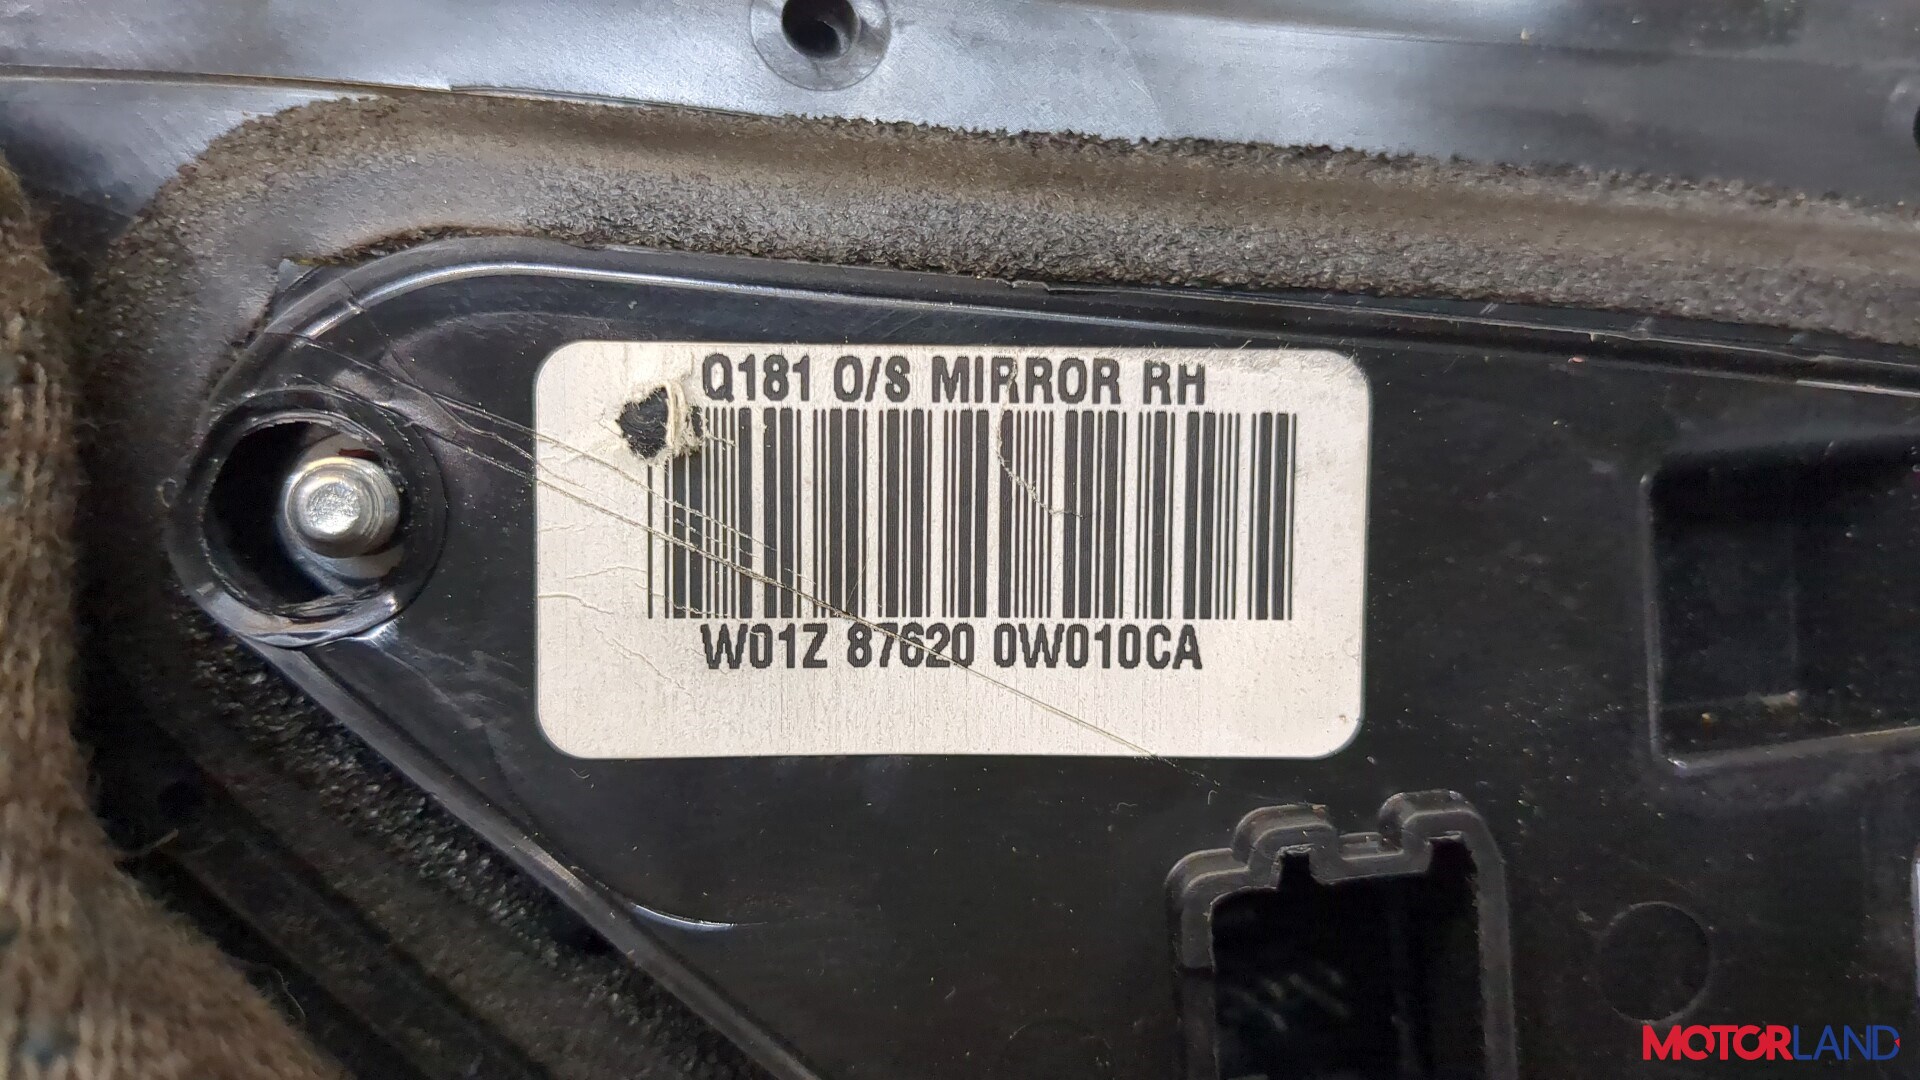 Q181 O/S MIRROR RH
W01Z 87620 0W010CA
MOTORLAND